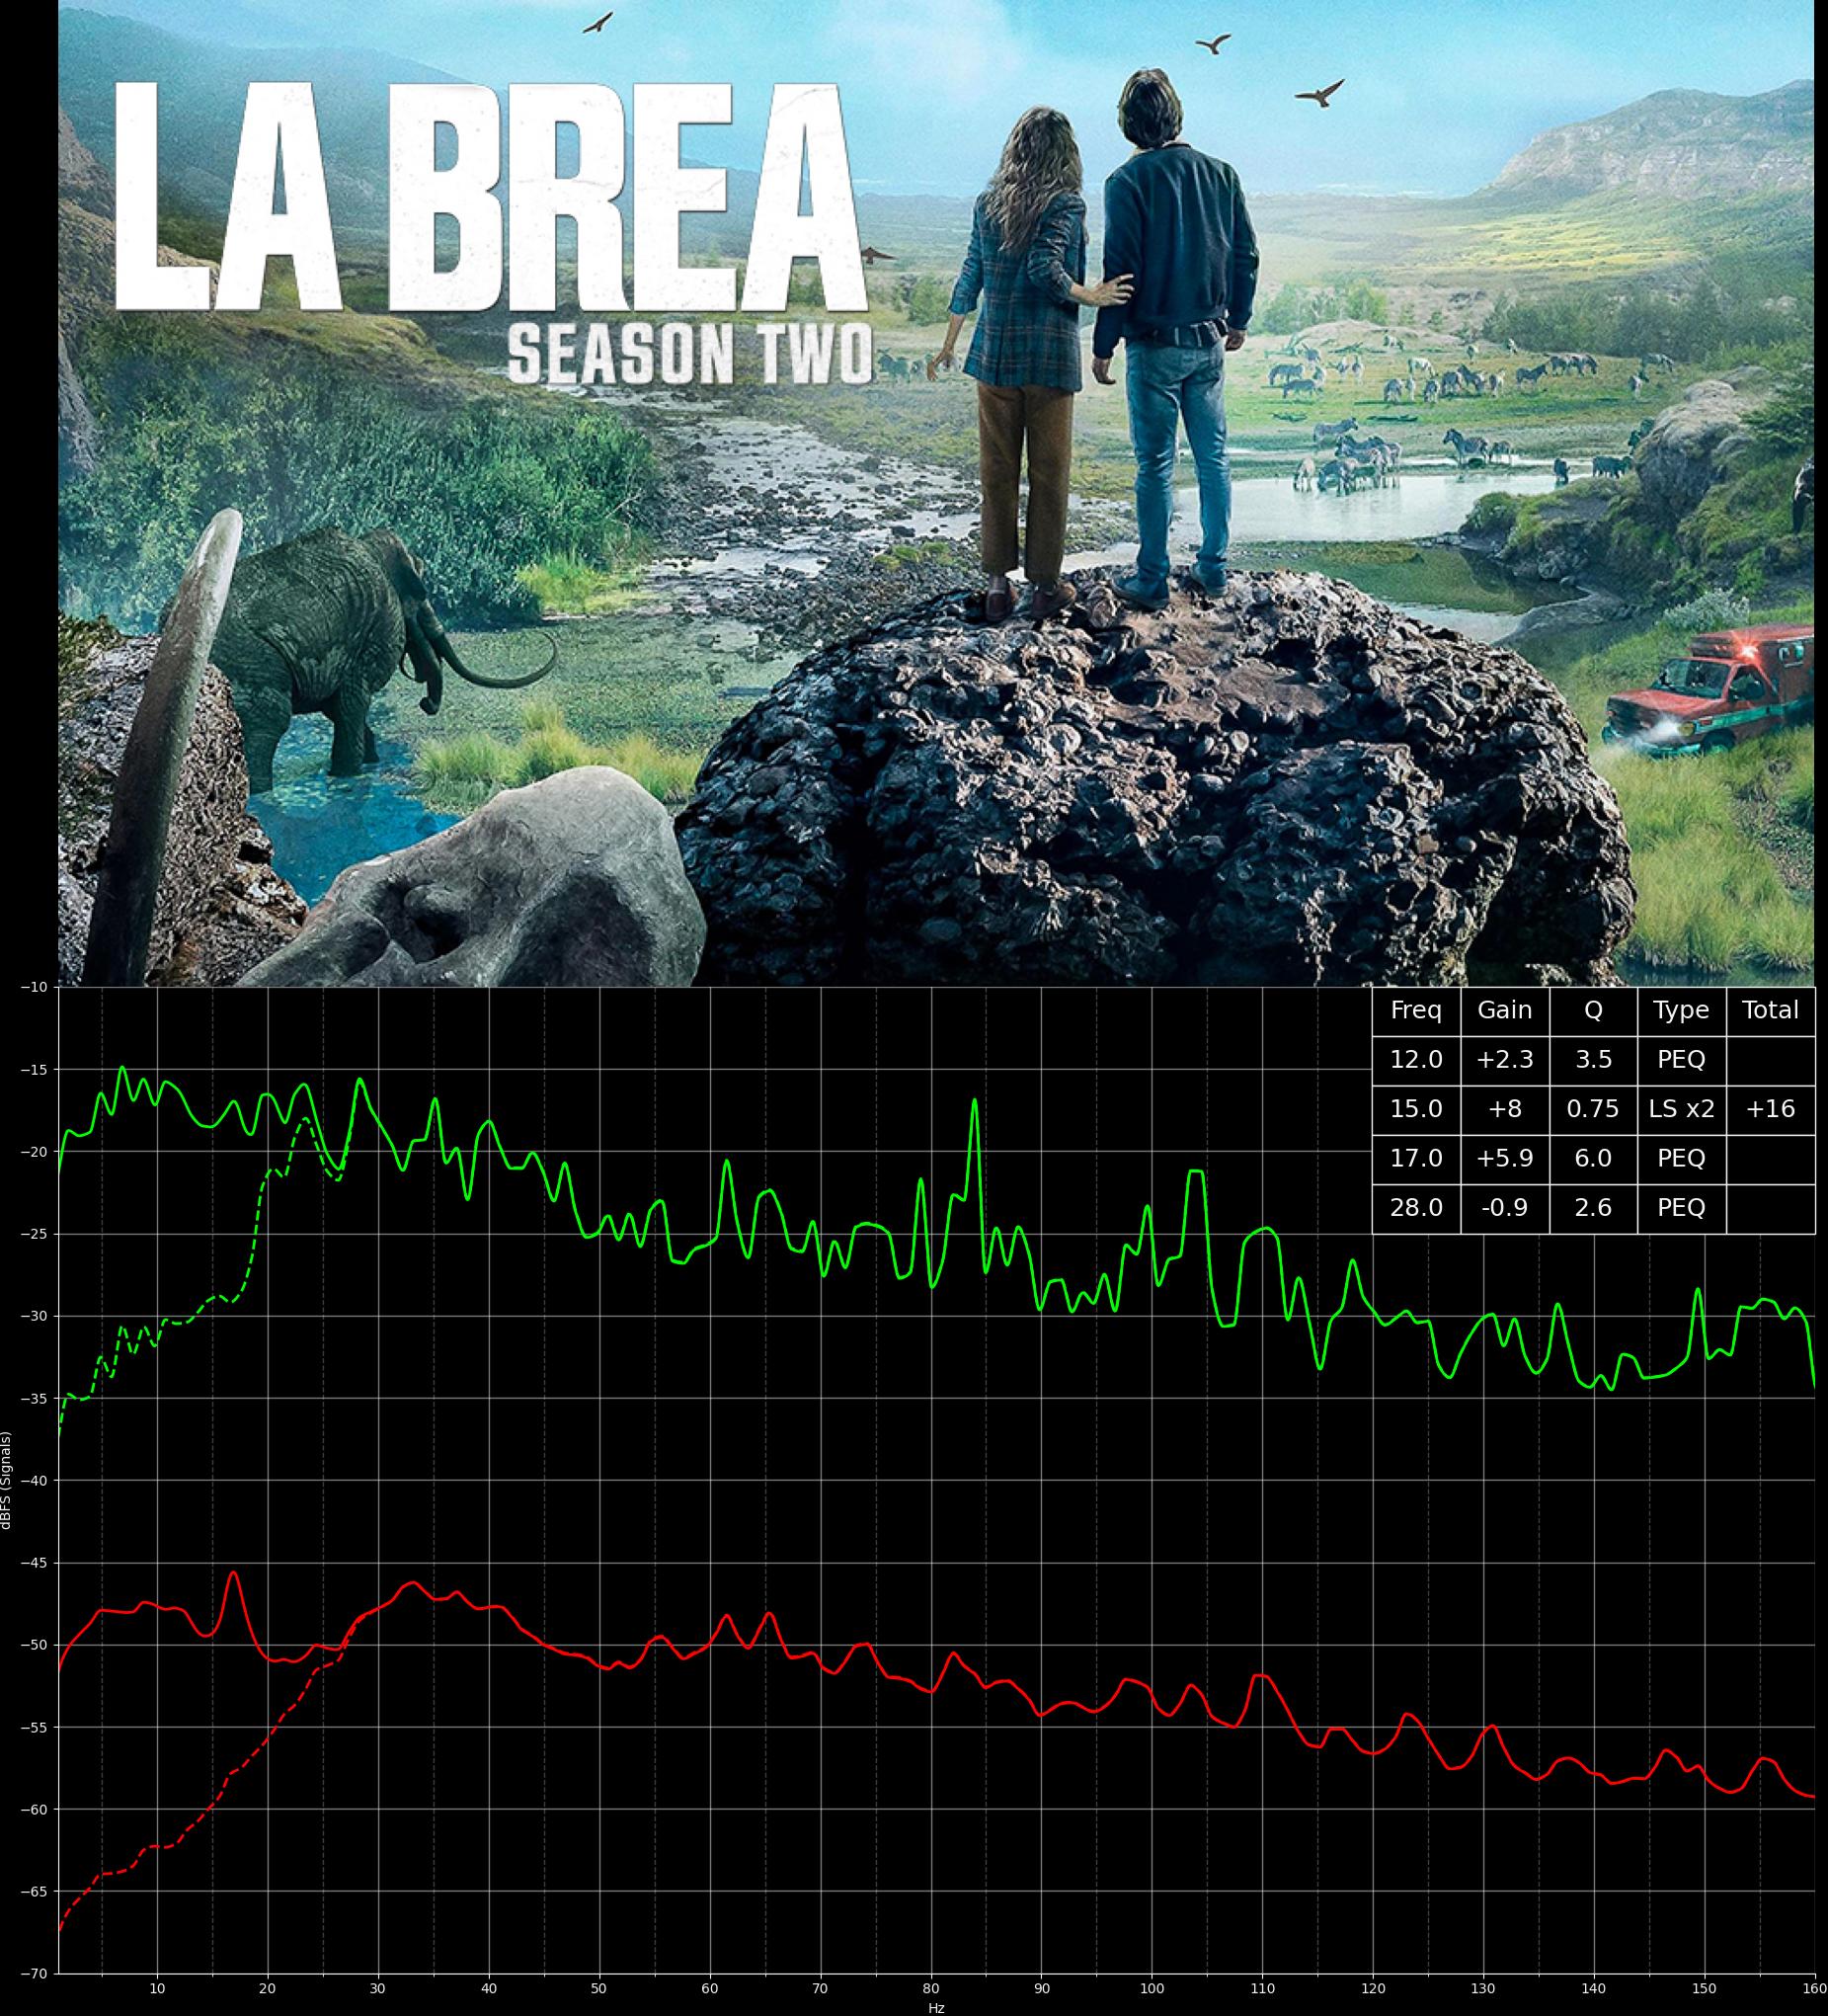 LA BREA
SEASON TWO
Freq Gain Q Type Total
12.0 +2.3 3.5 PEQ
15.0 +8 0.75 LS x2 +16
17.0 +5.9 6.0 PEQ
28.0 -0.9 2.6 PEQ
−10
−15
−20
−25
−30
−35
−40
−45
−50
−55
−60
−65
−70
dBFS (Signals)
10 20 30 40 50 60 70 80 90 100 110 120 130 140 150 160
Hz